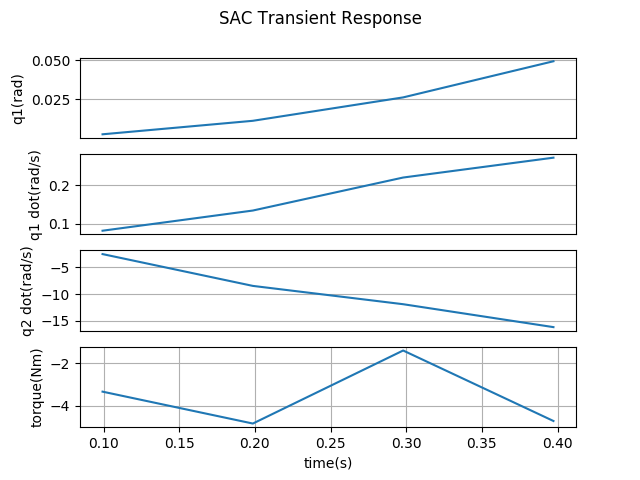 SAC Transient Response
0.050
0.025
q1(rad)
0.2
0.1
q1 dot(rad/s)
−5
−10
−15
q2 dot(rad/s)
−2
−4
torque(Nm)
0.10 0.15 0.20 0.25 0.30 0.35 0.40
time(s)